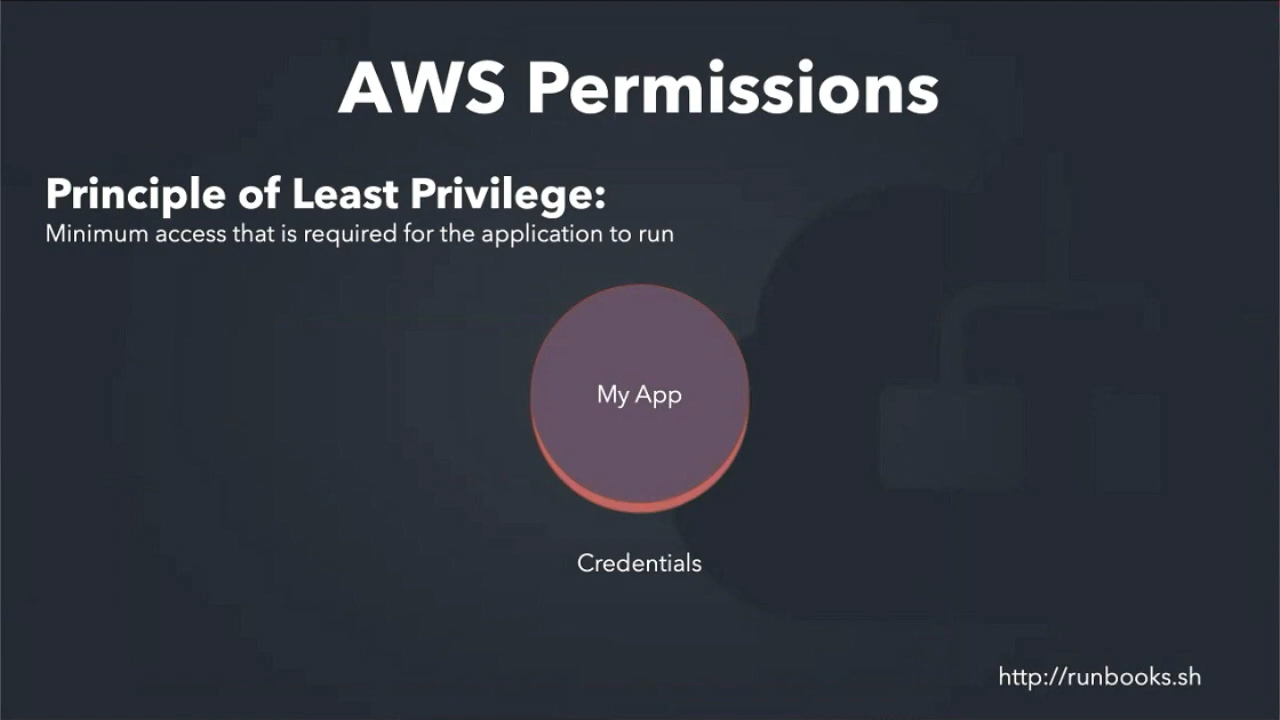 AWS Permissions
Principle of Least Privilege:
Minimum access that is required for the application to run
My App
Credentials
http://runbooks.sh